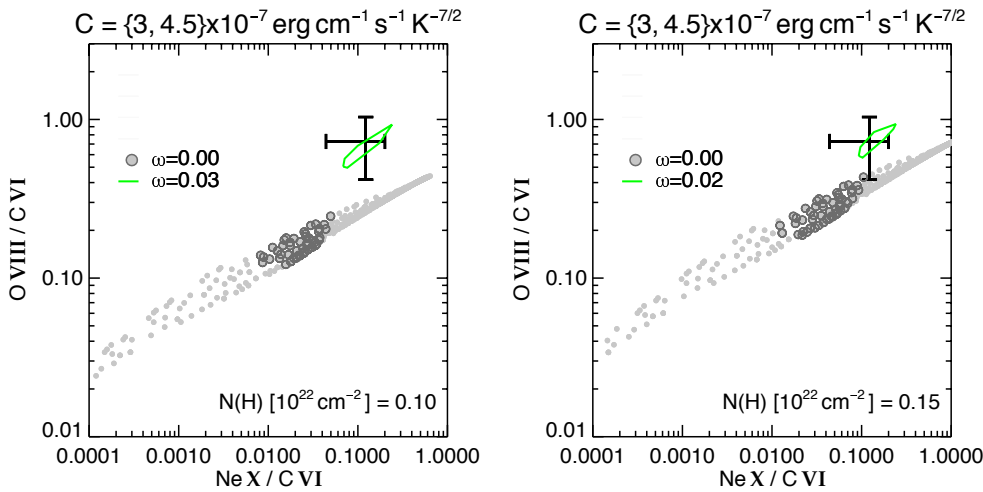 C = {3, 4.5}x10⁻⁷ erg cm⁻¹ s⁻¹ K⁻⁷/²
1.00
0.10
0.01
O VIII / C VI
ω=0.00
ω=0.03
N(H) [10²² cm⁻²] = 0.10
0.0001 0.0010 0.0100 0.1000 1.0000
Ne X / C VI
C = {3, 4.5}x10⁻⁷ erg cm⁻¹ s⁻¹ K⁻⁷/²
1.00
0.10
0.01
O VIII / C VI
ω=0.00
ω=0.02
N(H) [10²² cm⁻²] = 0.15
0.0001 0.0010 0.0100 0.1000 1.0000
Ne X / C VI